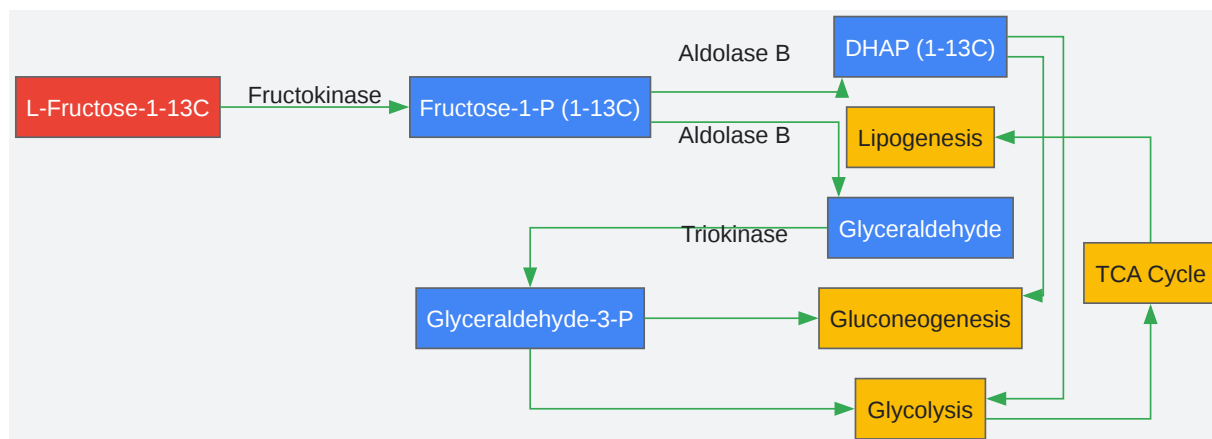 Aldolase B
DHAP (1-13C)
L-Fructose-1-13C
Fructokinase
Fructose-1-P (1-13C)
Aldolase B
Lipogenesis
Triokinase
Glyceraldehyde
TCA Cycle
Glyceraldehyde-3-P
Gluconeogenesis
Glycolysis